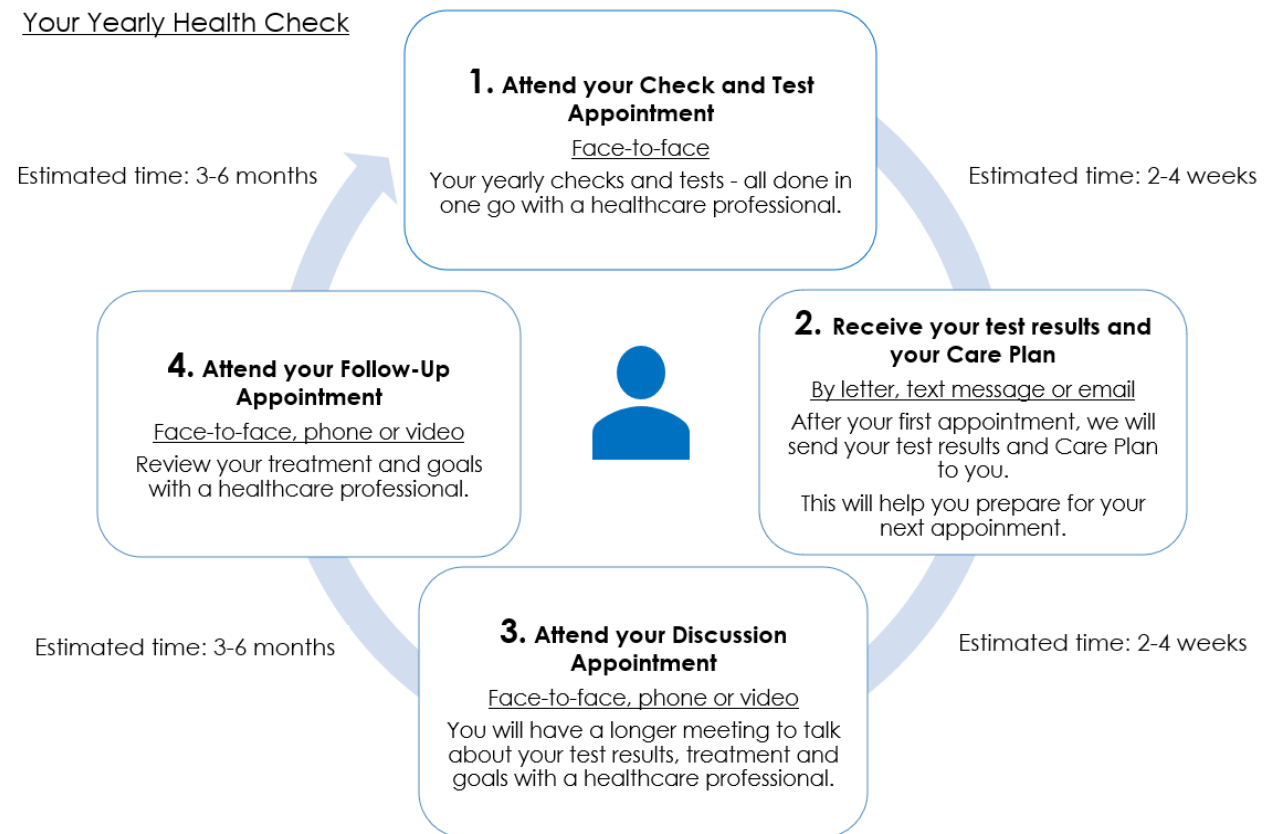 Your Yearly Health Check
1. Attend your Check and Test
Appointment
Face-to-face
Your yearly checks and tests - all done in
one go with a healthcare professional.
Estimated time: 2-4 weeks
2. Receive your test results and
your Care Plan
By letter, text message or email
After your first appointment, we will
send your test results and Care Plan
to you.
This will help you prepare for your
next appoinment.
Estimated time: 2-4 weeks
3. Attend your Discussion
Appointment
Face-to-face, phone or video
You will have a longer meeting to talk
about your test results, treatment and
goals with a healthcare professional.
Estimated time: 3-6 months
4. Attend your Follow-Up
Appointment
Face-to-face, phone or video
Review your treatment and goals
with a healthcare professional.
Estimated time: 3-6 months